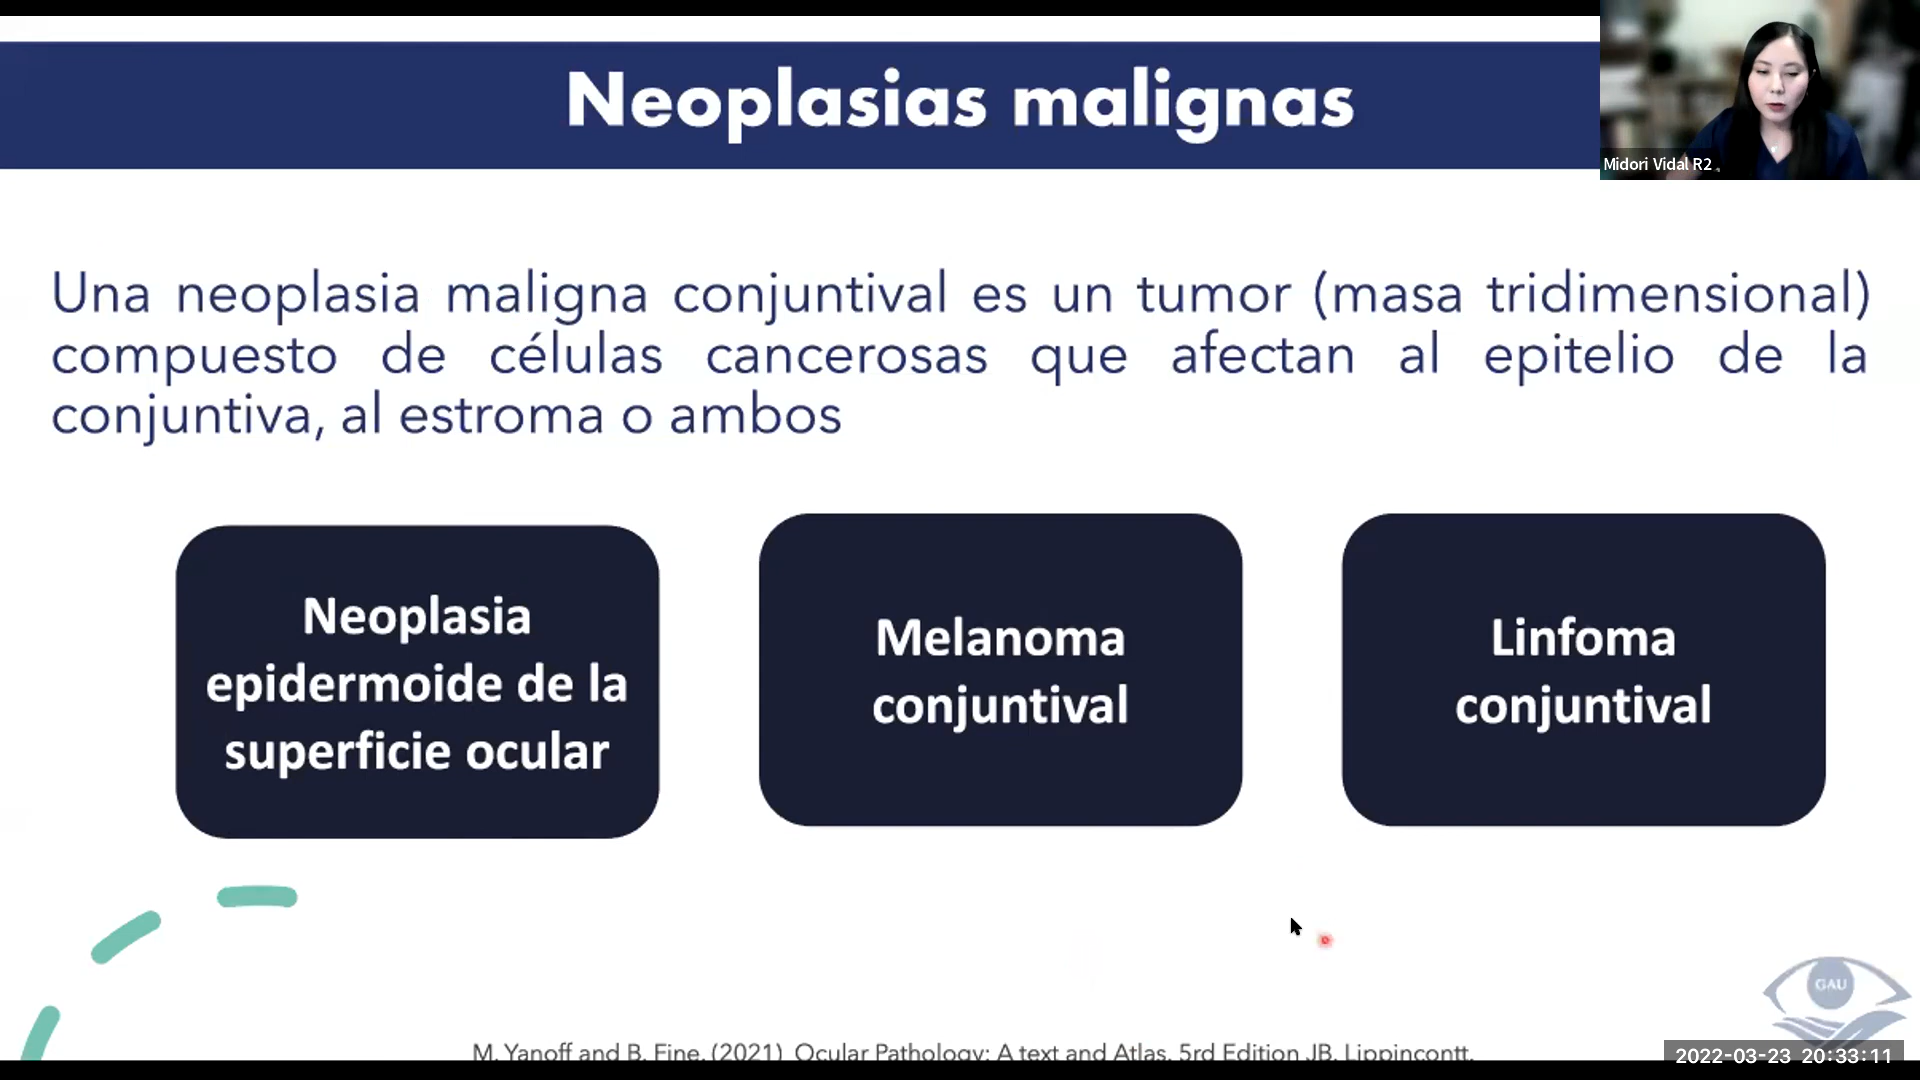 Neoplasias malignas
Midori Vidal R2
Una neoplasia maligna conjuntival es un tumor (masa tridimensional)
compuesto de células cancerosas que afectan al epitelio de la
conjuntiva, al estroma o ambos
Neoplasia
epidermoide de la
superficie ocular
Melanoma
conjuntival
Linfoma
conjuntival
GAU
M. Yanoff and B. Fine. (2021) Ocular Pathology: A text and Atlas. 5rd Edition JB. Lippincontt.
2022-03-23 20:33:11